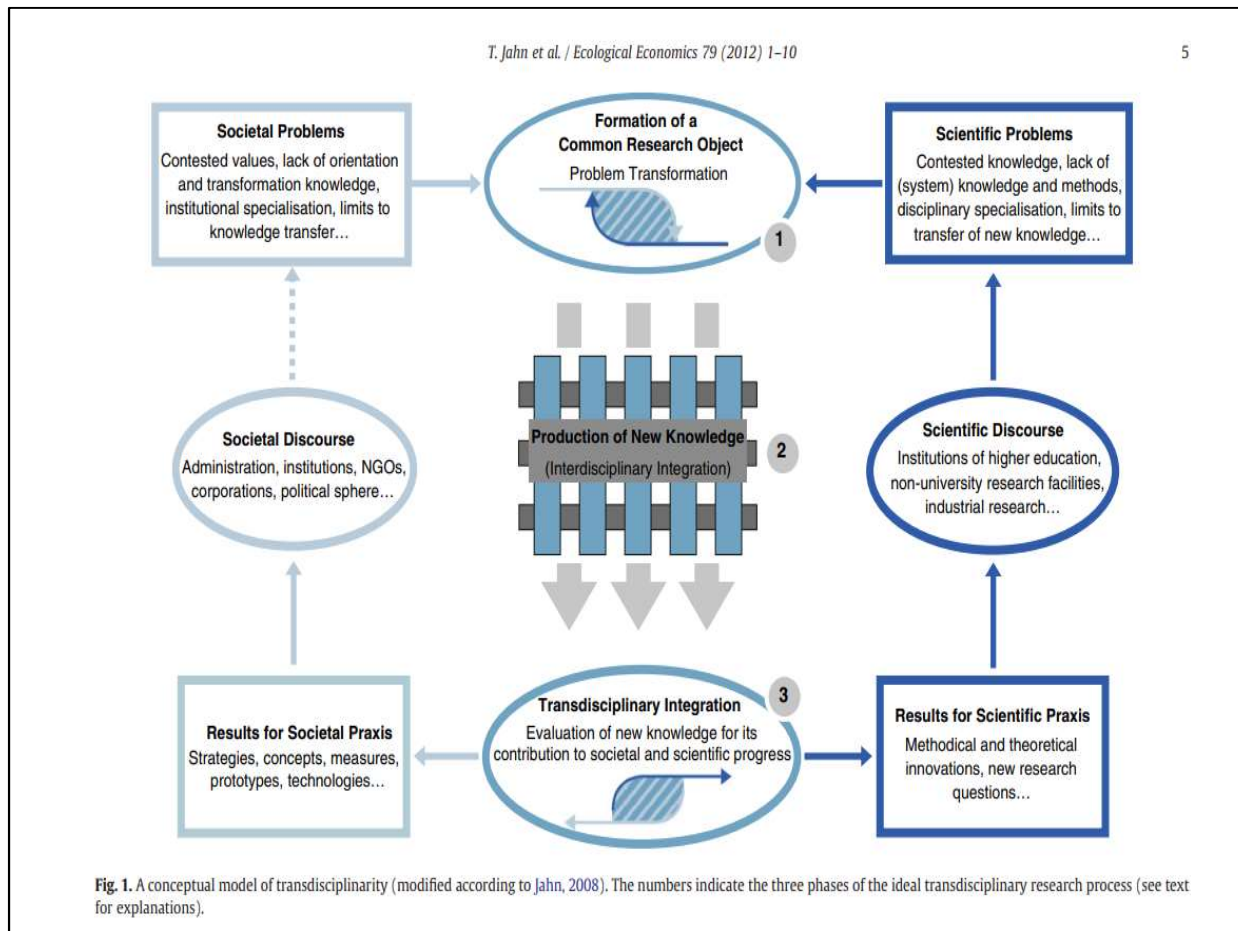 T. Jahn et al. / Ecological Economics 79 (2012) 1–10
5
Societal Problems
Contested values, lack of orientation
and transformation knowledge,
institutional specialisation, limits to
knowledge transfer…
Formation of a
Common Research Object
Problem Transformation
1
Scientific Problems
Contested knowledge, lack of
(system) knowledge and methods,
disciplinary specialisation, limits to
transfer of new knowledge…
Societal Discourse
Administration, institutions, NGOs,
corporations, political sphere…
Production of New Knowledge
(Interdisciplinary Integration)
2
Scientific Discourse
Institutions of higher education,
non-university research facilities,
industrial research…
Results for Societal Praxis
Strategies, concepts, measures,
prototypes, technologies…
3
Transdisciplinary Integration
Evaluation of new knowledge for its
contribution to societal and scientific progress
Results for Scientific Praxis
Methodical and theoretical
innovations, new research
questions…
Fig. 1. A conceptual model of transdisciplinarity (modified according to Jahn, 2008). The numbers indicate the three phases of the ideal transdisciplinary research process (see text
for explanations).